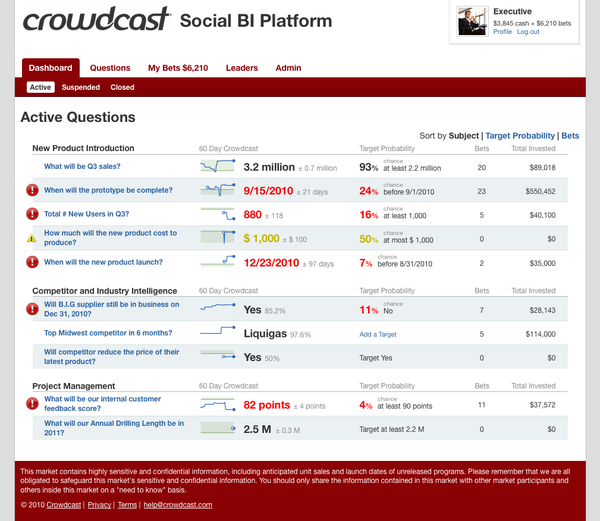 crowdcast Social BI Platform
Executive
$3,845 cash + $6,210 bets
Profile Log out
Dashboard Questions My Bets $6,210 Leaders Admin
Active Suspended Closed
Active Questions
Sort by Subject | Target Probability | Bets
New Product Introduction 60 Day Crowdcast Target Probability Bets Total Invested
What will be Q3 sales? 3.2 million ± 0.7 million 93% chance at least 2.2 million 20 $89,018
When will the prototype be complete? 9/15/2010 ± 21 days 24% chance before 9/1/2010 23 $550,452
Total # New Users in Q3? 880 ± 118 16% chance at least 1,000 5 $40,100
How much will the new product cost to
produce? $ 1,000 ± $ 100 50% chance at most $ 1,000 0 $0
When will the new product launch? 12/23/2010 ± 97 days 7% chance before 8/31/2010 2 $35,000
Competitor and Industry Intelligence 60 Day Crowdcast Target Probability Bets Total Invested
Will B.I.G supplier still be in business on
Dec 31, 2010? Yes 85.2% 11% chance No 7 $28,143
Top Midwest competitor in 6 months? Liquigas 97.6% Add a Target 5 $114,000
Will competitor reduce the price of their
latest product? Yes 50% Target Yes 0 $0
Project Management 60 Day Crowdcast Target Probability Bets Total Invested
What will be our internal customer
feedback score? 82 points ± 4 points 4% chance at least 90 points 11 $37,572
What will our Annual Drilling Length be in
2011? 2.5 M ± 0.3 M Target at least 2.2 M 0 $0
This market contains highly sensitive and confidential information, including anticipated unit sales and launch dates of unreleased programs. Please remember that we are all
obligated to safeguard this market's sensitive and confidential information. You should only share the information contained in this market with other market participants and
others inside this market on a "need to know" basis.
© 2010 Crowdcast | Privacy | Terms | help@crowdcast.com